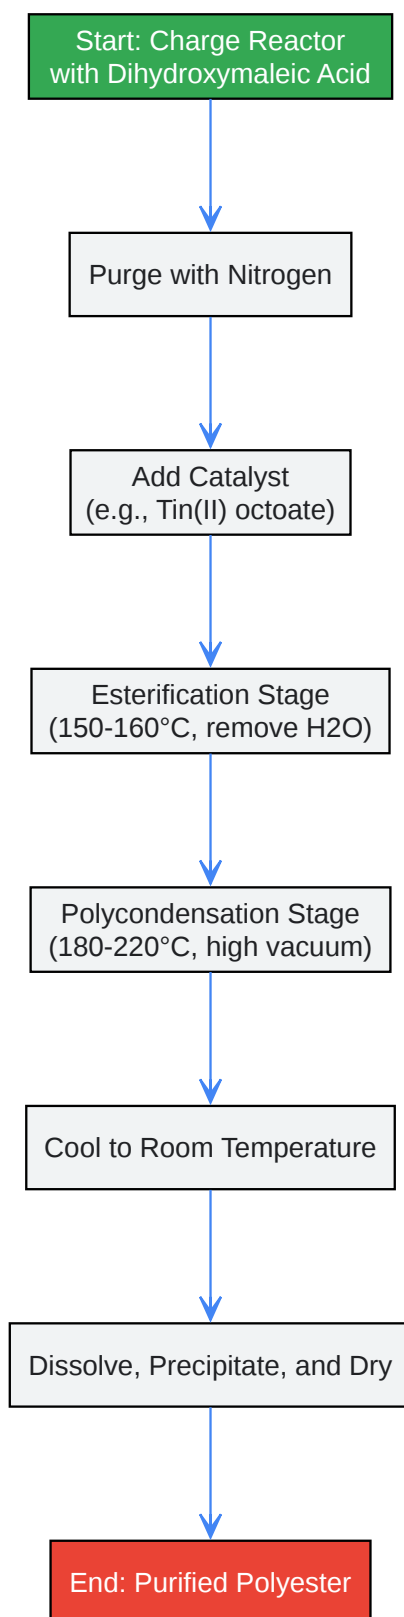 Start: Charge Reactor
with Dihydroxymaleic Acid
Purge with Nitrogen
Add Catalyst
(e.g., Tin(II) octoate)
Esterification Stage
(150-160°C, remove H2O)
Polycondensation Stage
(180-220°C, high vacuum)
Cool to Room Temperature
Dissolve, Precipitate, and Dry
End: Purified Polyester